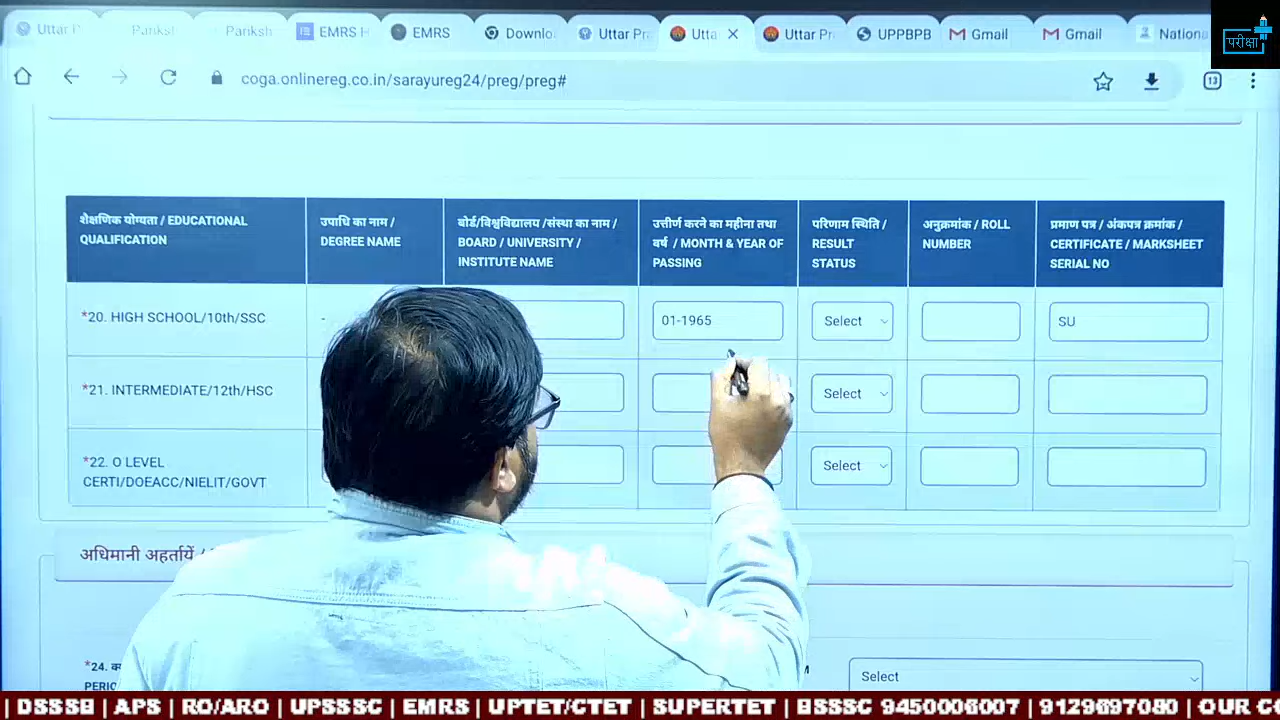 Uttar P
Pariksh
Pariksh
EMRS H
EMRS
Downlo
Uttar Pr
Utta
Uttar Pr
UPPBPB
Gmail
Gmail
Nationa
परीक्षा
coga.onlinereg.co.in/sarayureg24/preg/preg#
13
शैक्षणिक योग्यता / EDUCATIONAL
QUALIFICATION
उपाधि का नाम /
DEGREE NAME
बोर्ड/विश्वविद्यालय /संस्था का नाम /
BOARD / UNIVERSITY /
INSTITUTE NAME
उत्तीर्ण करने का महीना तथा
वर्ष / MONTH & YEAR OF
PASSING
परिणाम स्थिति /
RESULT
STATUS
अनुक्रमांक / ROLL
NUMBER
प्रमाण पत्र / अंकपत्र क्रमांक /
CERTIFICATE / MARKSHEET
SERIAL NO
*20. HIGH SCHOOL/10th/SSC
-
01-1965
Select
SU
*21. INTERMEDIATE/12th/HSC
Select
*22. O LEVEL
CERTI/DOEACC/NIELIT/GOVT
Select
अधिमानी अहर्तायें /
*24.
PERIO
M
Select
| DSSSB | APS | RO/ARO | UPSSSC | EMRS | UPTET/CTET | SUPERTET | BSSSC 9450006007 | 9129697080 | OUR CO